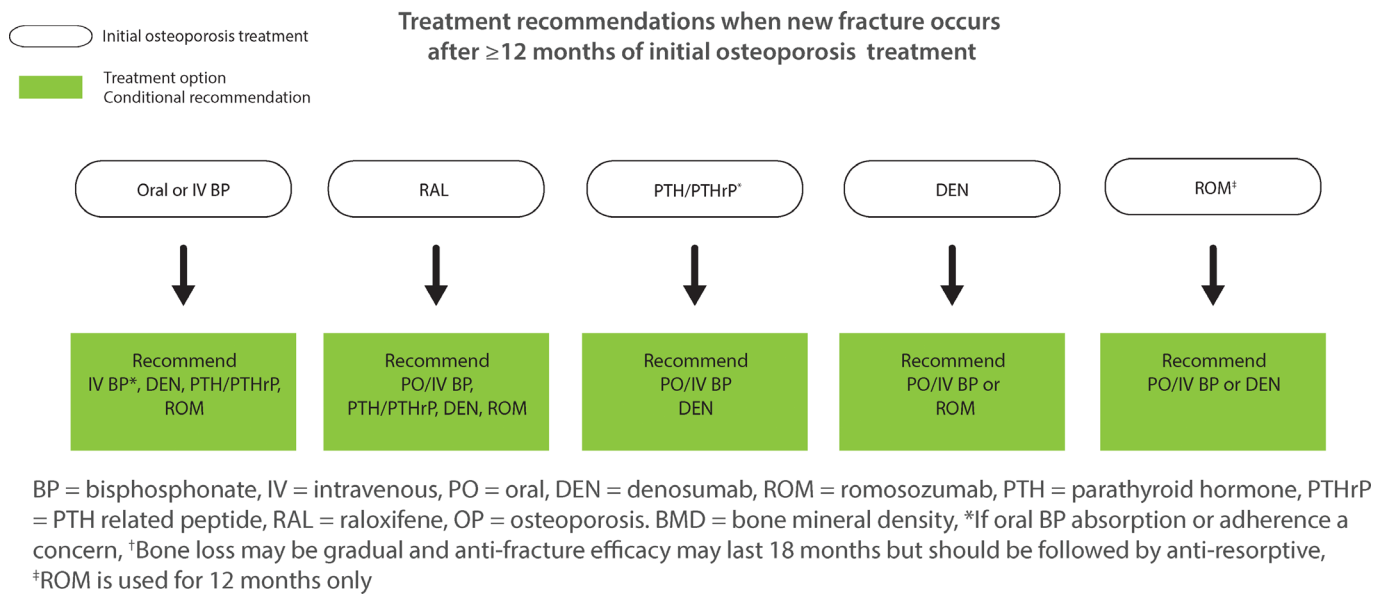 Treatment recommendations when new fracture occurs
after ≥12 months of initial osteoporosis treatment
Initial osteoporosis treatment
Treatment option
Conditional recommendation
Oral or IV BP
RAL
PTH/PTHrP*
DEN
ROM‡
Recommend
IV BP*, DEN, PTH/PTHrP,
ROM
Recommend
PO/IV BP,
PTH/PTHrP, DEN, ROM
Recommend
PO/IV BP
DEN
Recommend
PO/IV BP or
ROM
Recommend
PO/IV BP or DEN
BP = bisphosphonate, IV = intravenous, PO = oral, DEN = denosumab, ROM = romosozumab, PTH = parathyroid hormone, PTHrP
= PTH related peptide, RAL = raloxifene, OP = osteoporosis. BMD = bone mineral density, *If oral BP absorption or adherence a
concern, †Bone loss may be gradual and anti-fracture efficacy may last 18 months but should be followed by anti-resorptive,
‡ROM is used for 12 months only